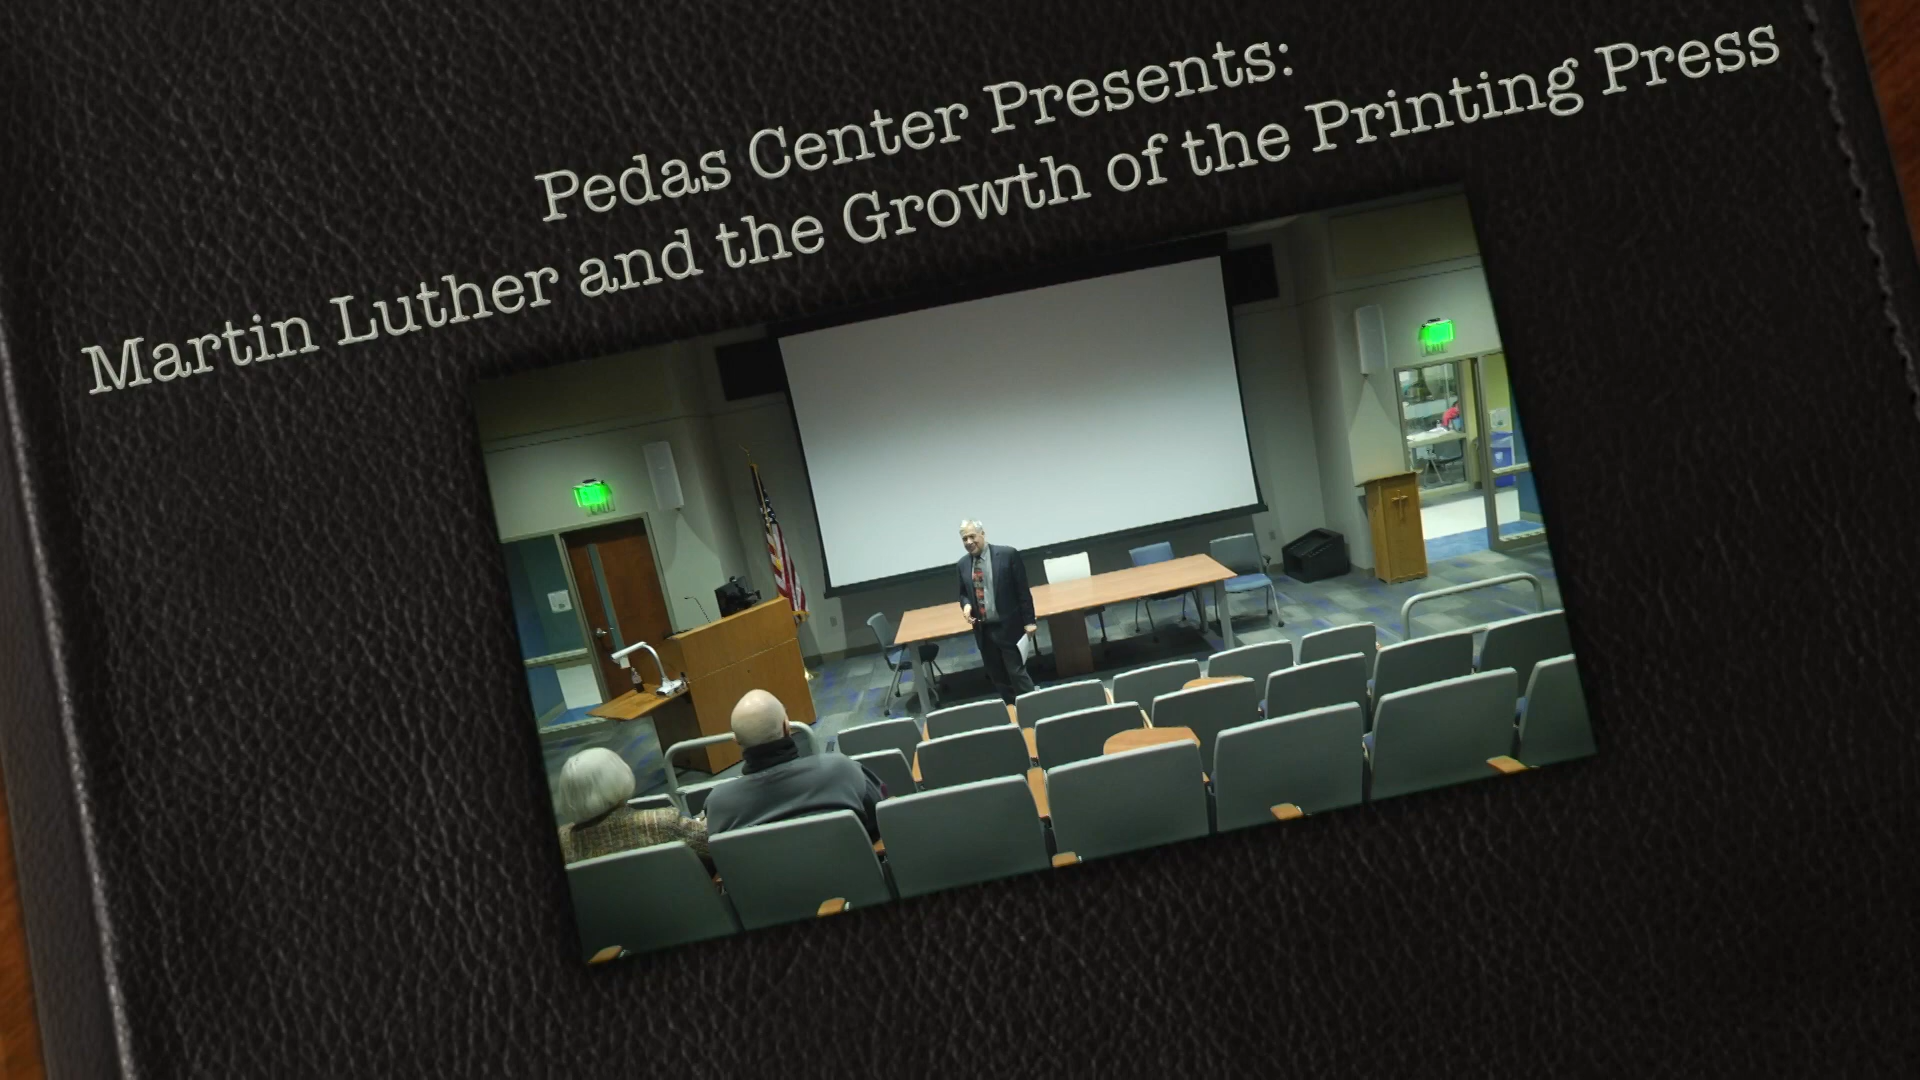 Pedas Center Presents:
Martin Luther and the Growth of the Printing Press